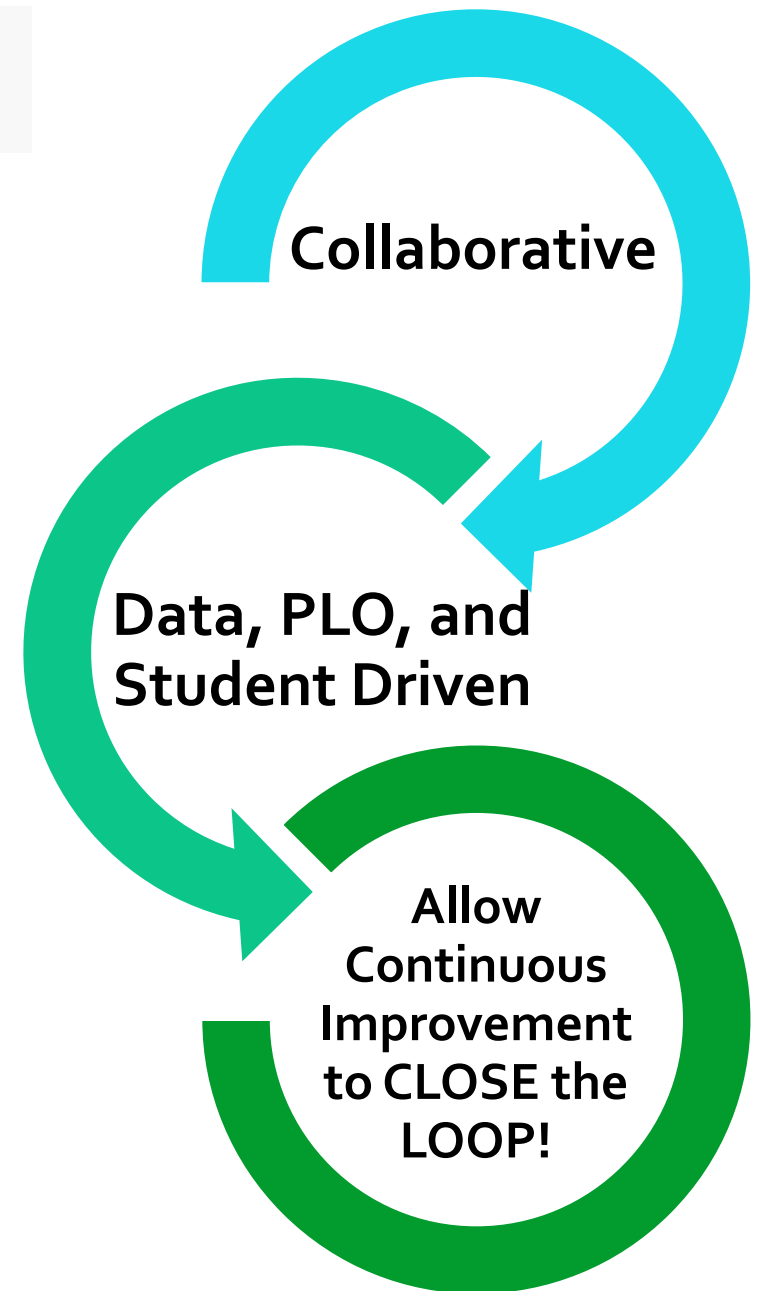 Collaborative
Data, PLO, and
Student Driven
Allow
Continuous
Improvement
to CLOSE the
LOOP!